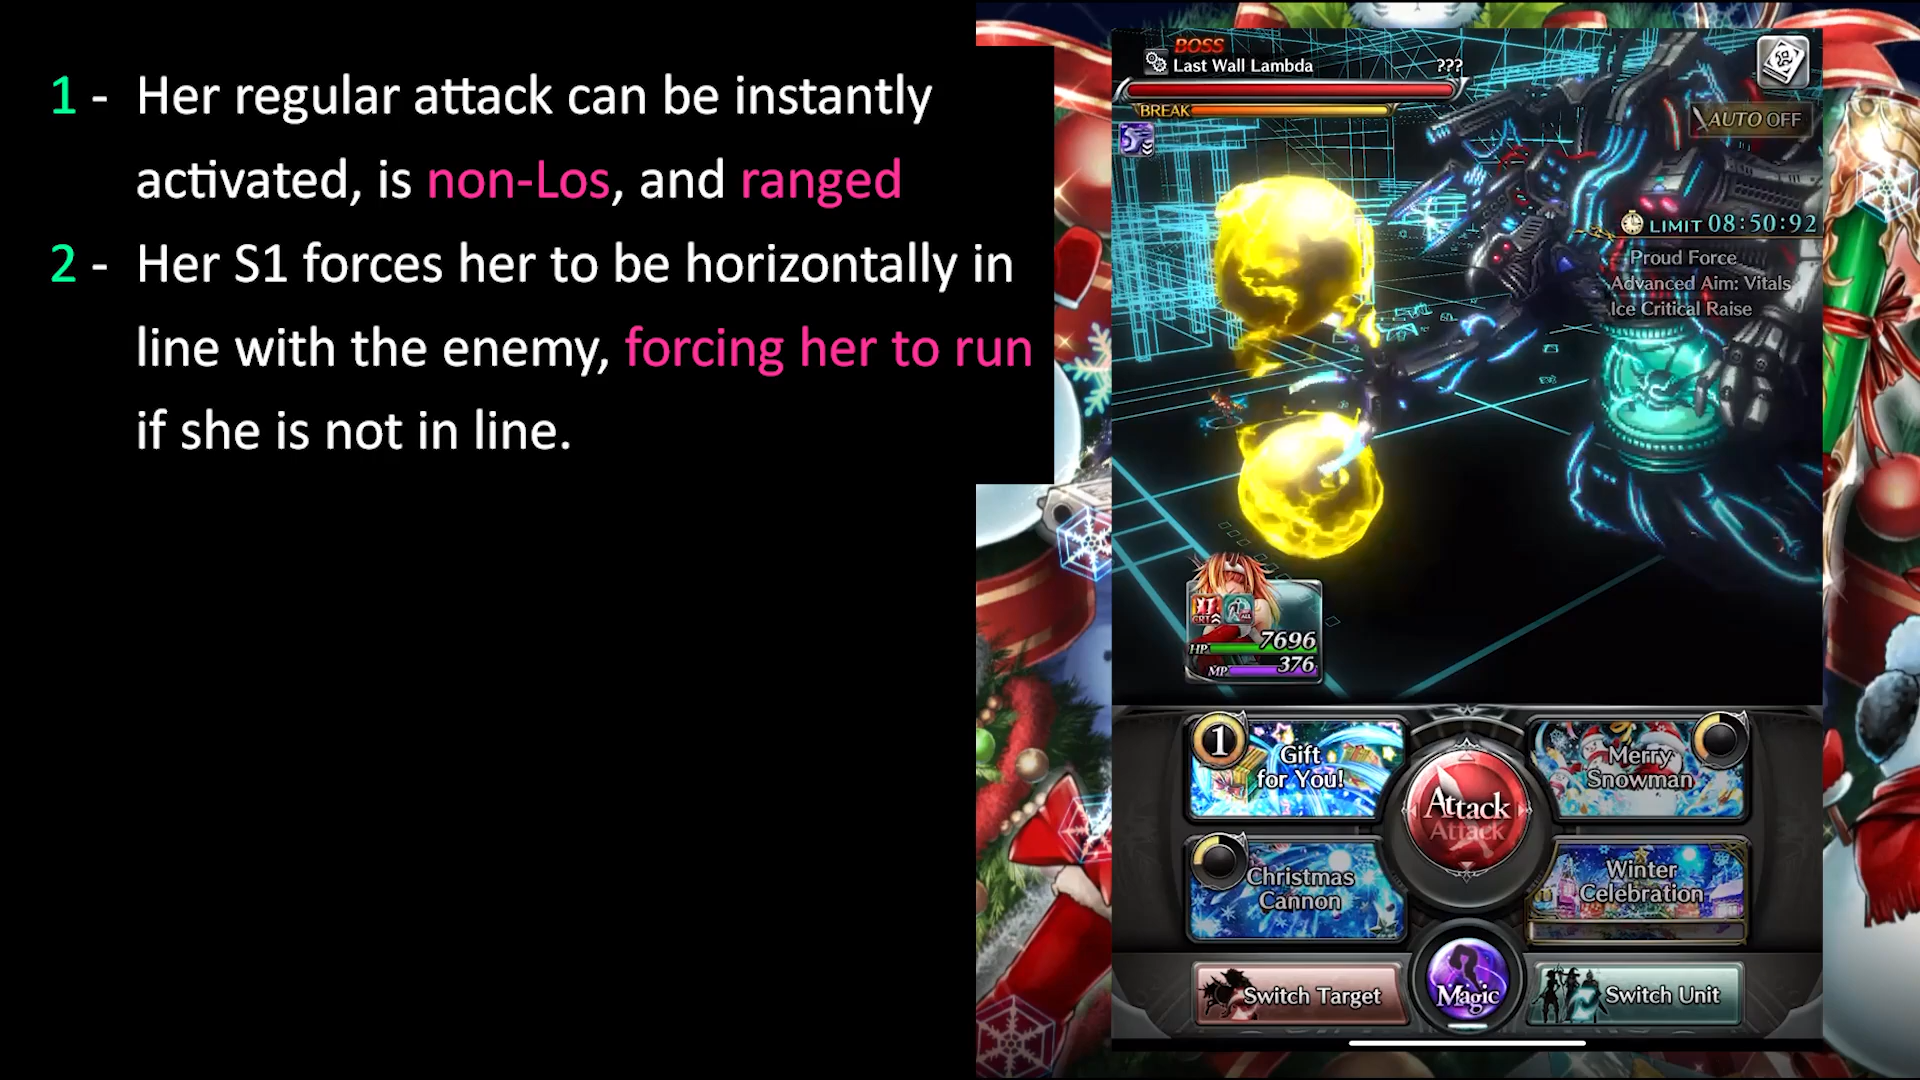 1 - Her regular attack can be instantly
activated, is non-Los, and ranged
2 - Her S1 forces her to be horizontally in
line with the enemy, forcing her to run
if she is not in line.
BOSS
Last Wall Lambda ???
BREAK
AUTO OFF
LIMIT 08:50:92
Proud Force
Advanced Aim: Vitals
Ice Critical Raise
CRT
ALL
HP 7696
MP 376
1
Gift
for You!
Merry
Snowman
Attack
Attack
Christmas
Cannon
Winter
Celebration
Switch Target
Magic
Switch Unit